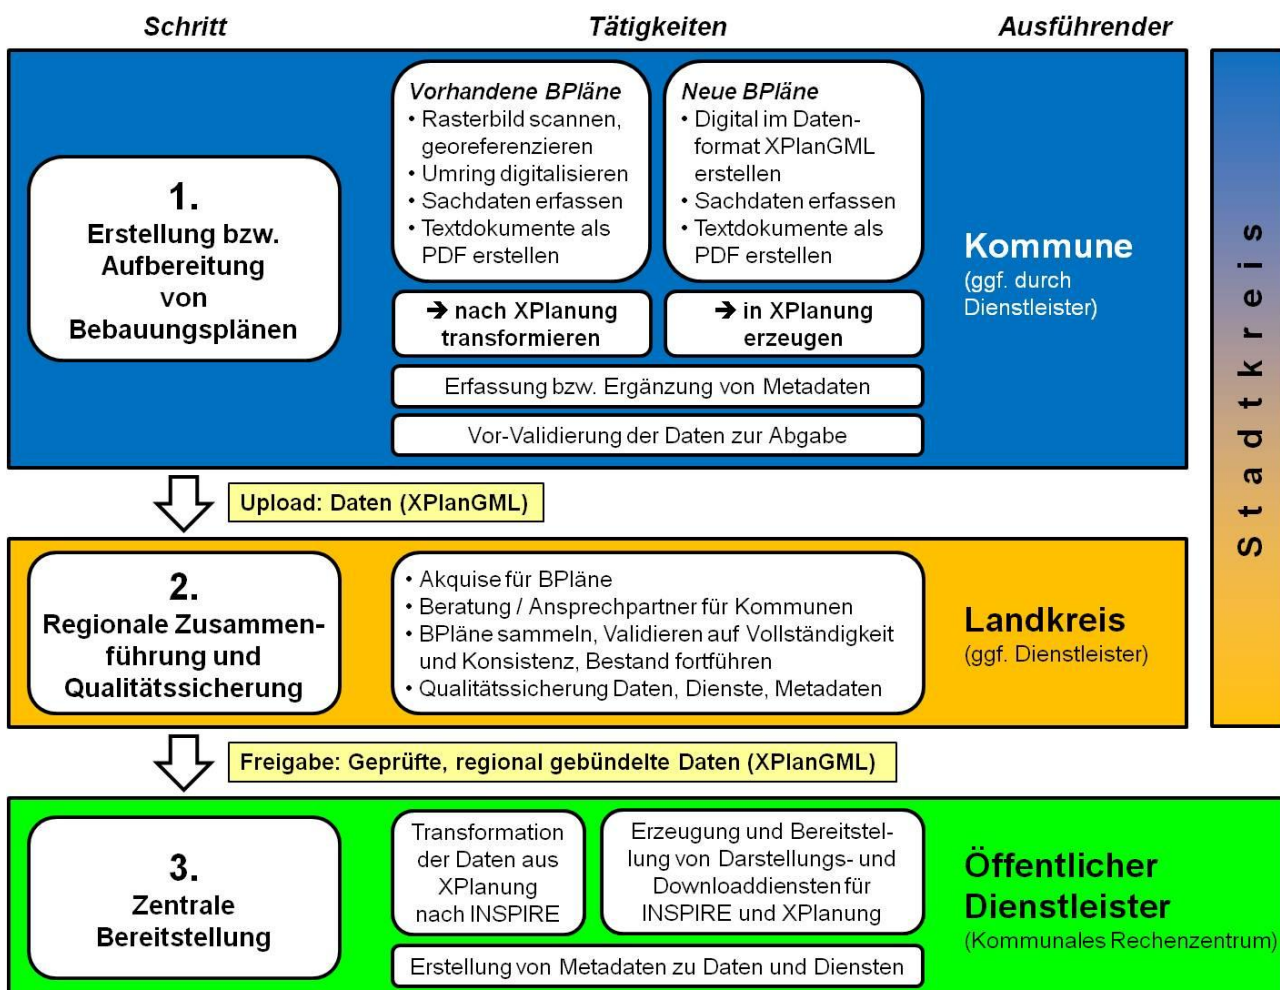 Schritt
Tätigkeiten
Ausführender
1.
Erstellung bzw.
Aufbereitung
von
Bebauungsplänen
Vorhandene BPläne
• Rasterbild scannen,
georeferenzieren
• Umring digitalisieren
• Sachdaten erfassen
• Textdokumente als
PDF erstellen
Neue BPläne
• Digital im Daten-
format XPlanGML
erstellen
• Sachdaten erfassen
• Textdokumente als
PDF erstellen
➔ nach XPlanung
transformieren
➔ in XPlanung
erzeugen
Erfassung bzw. Ergänzung von Metadaten
Vor-Validierung der Daten zur Abgabe
Kommune
(ggf. durch
Dienstleister)
Stadtkreis
Upload: Daten (XPlanGML)
2.
Regionale Zusammen-
führung und
Qualitätssicherung
• Akquise für BPläne
• Beratung / Ansprechpartner für Kommunen
• BPläne sammeln, Validieren auf Vollständigkeit
und Konsistenz, Bestand fortführen
• Qualitätssicherung Daten, Dienste, Metadaten
Landkreis
(ggf. Dienstleister)
Freigabe: Geprüfte, regional gebündelte Daten (XPlanGML)
3.
Zentrale
Bereitstellung
Transformation
der Daten aus
XPlanung
nach INSPIRE
Erzeugung und Bereitstel-
lung von Darstellungs- und
Downloaddiensten für
INSPIRE und XPlanung
Erstellung von Metadaten zu Daten und Diensten
Öffentlicher
Dienstleister
(Kommunales Rechenzentrum)